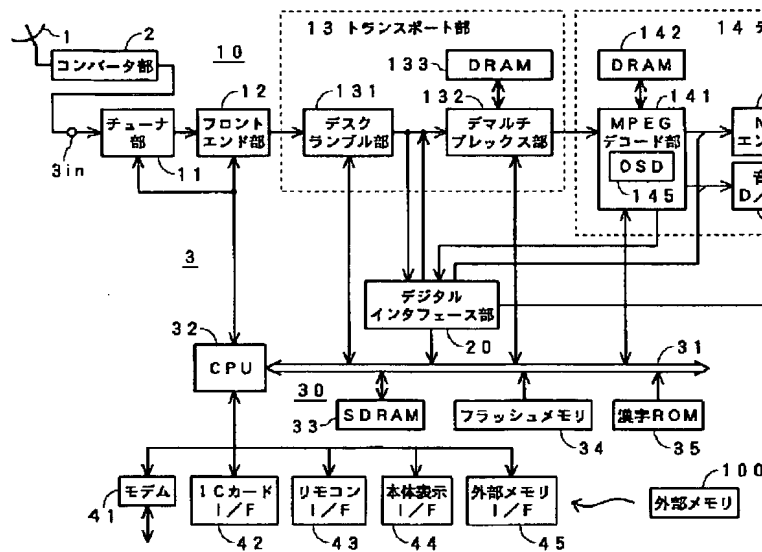 1
2
コンバータ部
10
3in
チューナ部
11
12
フロントエンド部
13 トランスポート部
131
デスクランブル部
133
DRAM
132
デマルチプレックス部
14 デ
142
DRAM
141
MPEG
デコード部
OSD
145
エン
D/
3
デジタル
インタフェース部
20
32
CPU
31
30
SDRAM
33
フラッシュメモリ
34
漢字ROM
35
モデム
41
ICカード
I/F
42
リモコン
I/F
43
本体表示
I/F
44
外部メモリ
I/F
45
100
外部メモリ